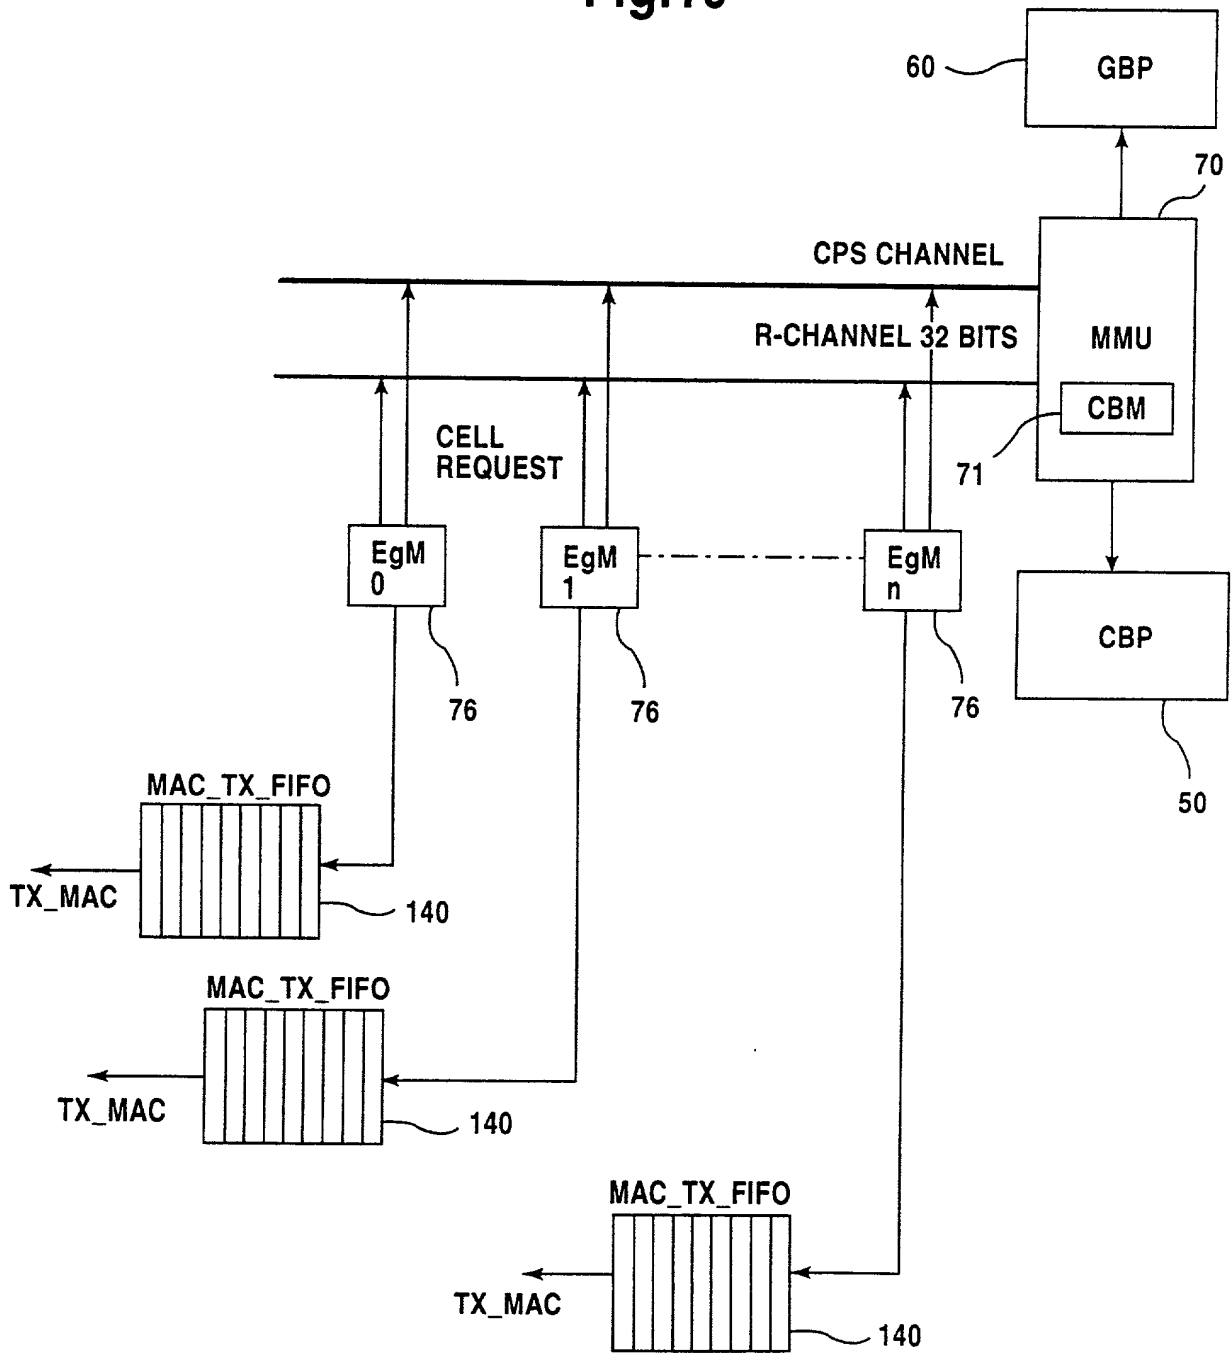 60
GBP
70
CPS CHANNEL
R-CHANNEL 32 BITS
MMU
CBM
71
CELL
REQUEST
EgM
0
EgM
1
EgM
n
CBP
76
76
76
50
MAC_TX_FIFO
TX_MAC
140
MAC_TX_FIFO
TX_MAC
140
MAC_TX_FIFO
TX_MAC
140